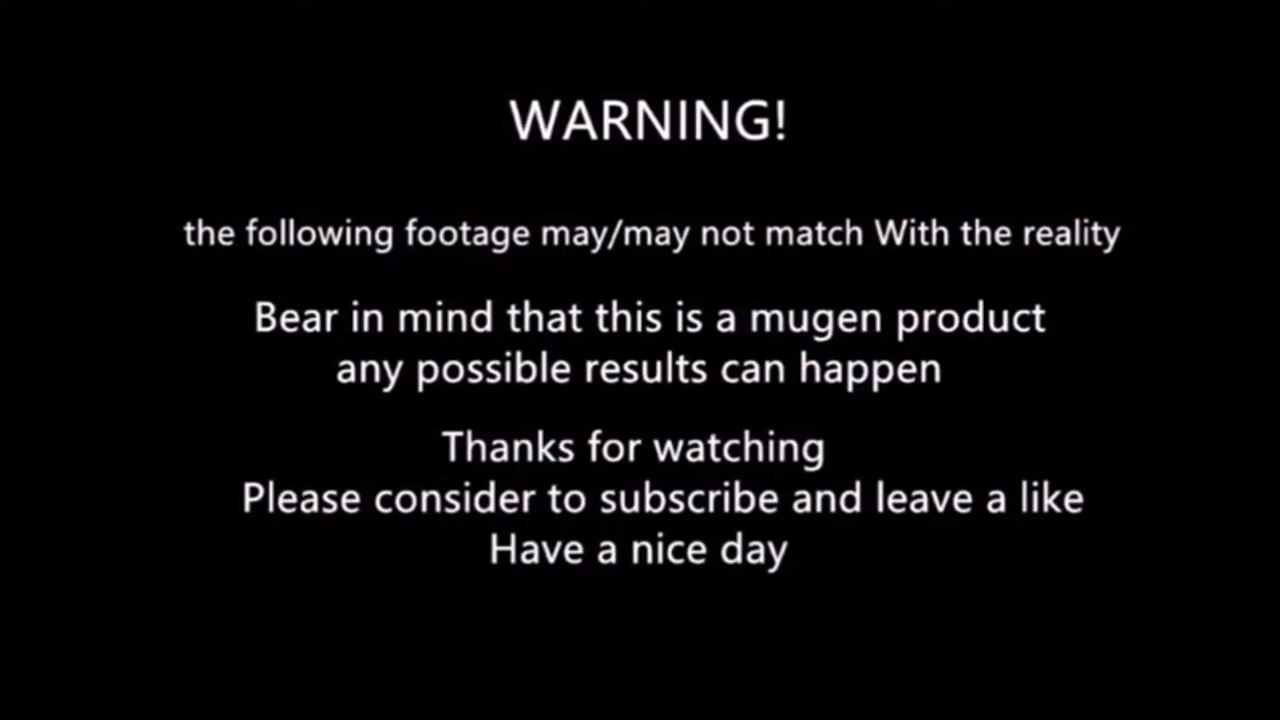 WARNING!
the following footage may/may not match With the reality
Bear in mind that this is a mugen product
any possible results can happen
Thanks for watching
Please consider to subscribe and leave a like
Have a nice day